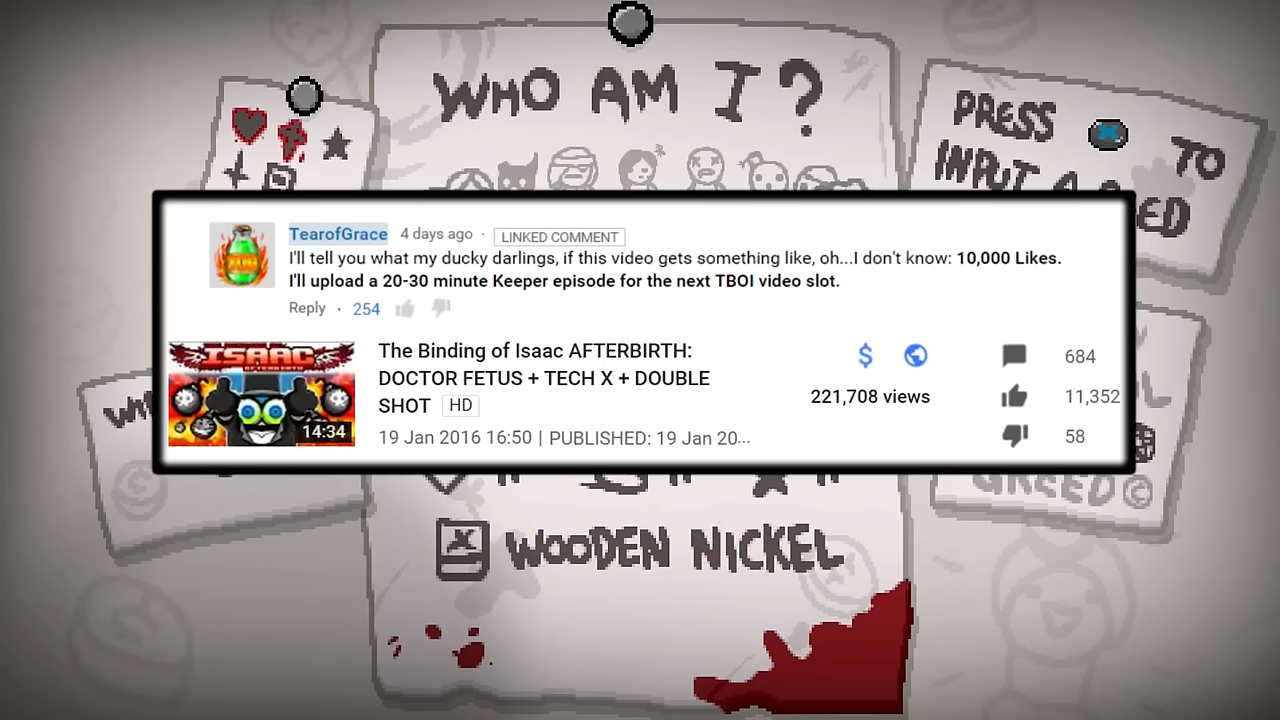 WHO AM I?
PRESS X TO
INPUT A SEED
TearofGrace 4 days ago · LINKED COMMENT
I'll tell you what my ducky darlings, if this video gets something like, oh...I don't know: 10,000 Likes.
I'll upload a 20-30 minute Keeper episode for the next TBOI video slot.
Reply · 254
ISAAC
AFTERBIRTH
14:34
The Binding of Isaac AFTERBIRTH:
DOCTOR FETUS + TECH X + DOUBLE
SHOT HD
221,708 views
19 Jan 2016 16:50 | PUBLISHED: 19 Jan 20...
684
11,352
58
GREED
WOODEN NICKEL